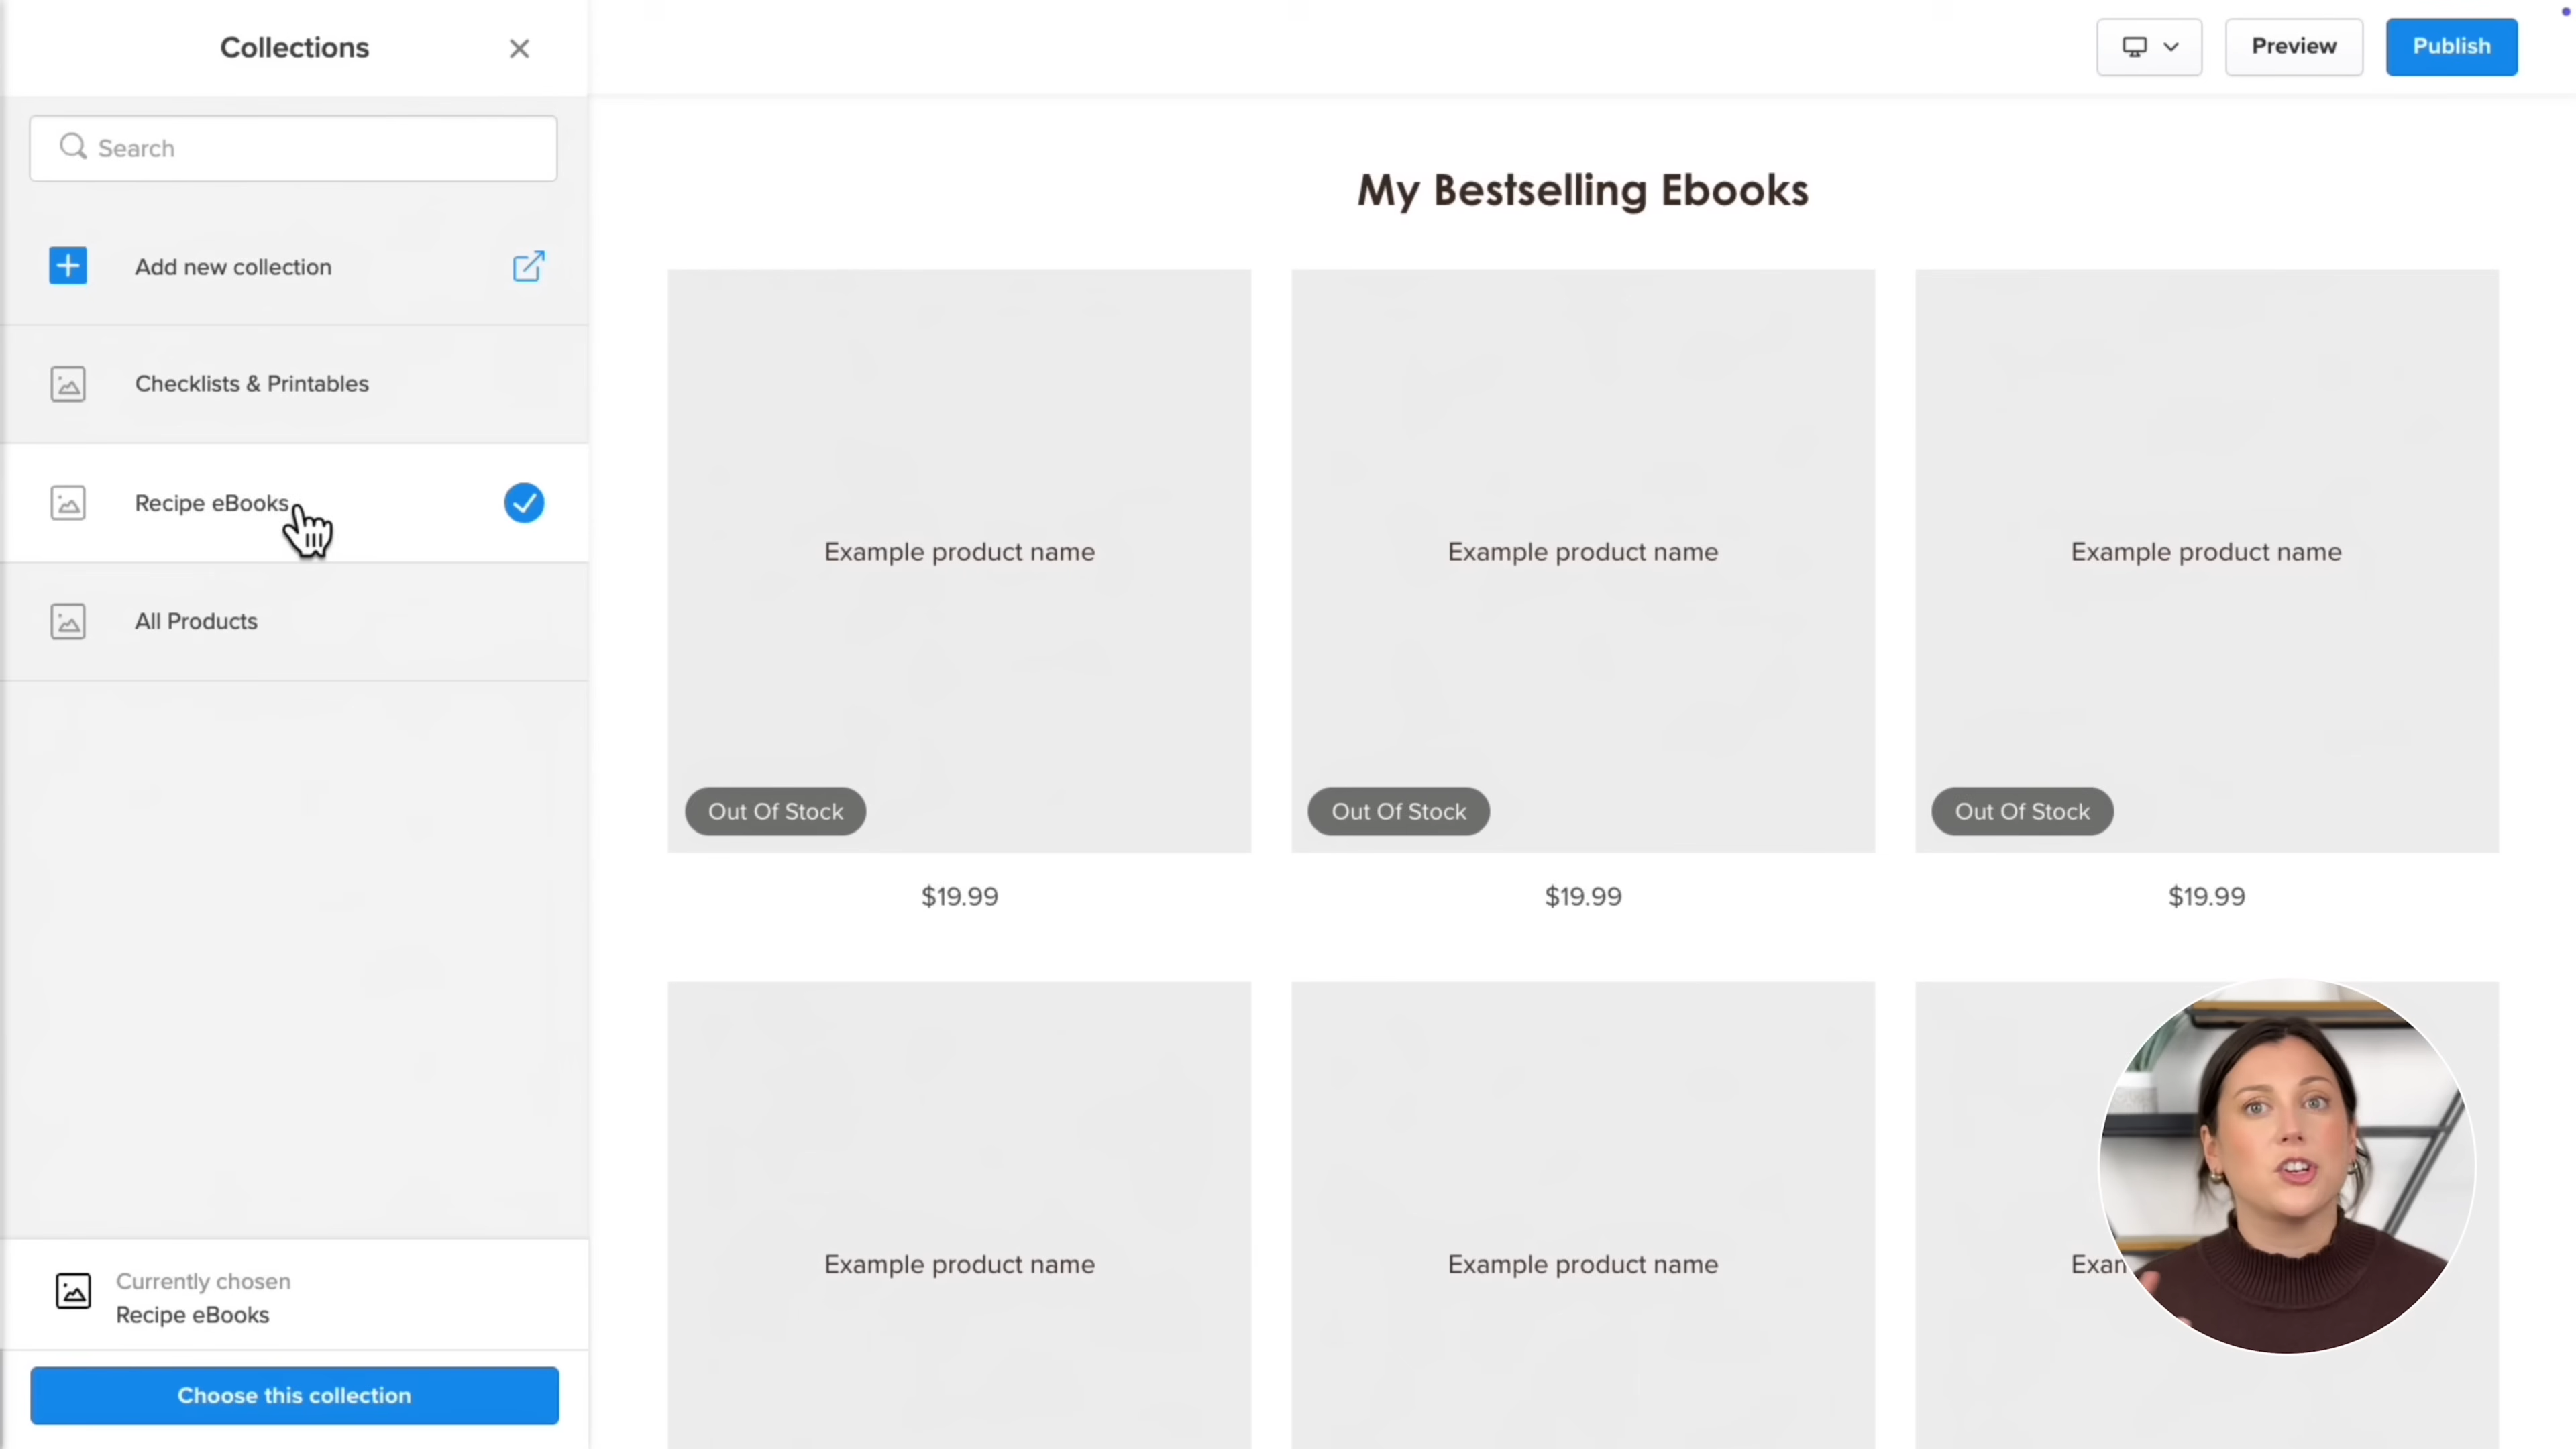 Collections
Preview
Publish
Search
Add new collection
Checklists & Printables
Recipe eBooks
All Products
Currently chosen
Recipe eBooks
Choose this collection
My Bestselling Ebooks
Example product name
Example product name
Example product name
Out Of Stock
Out Of Stock
Out Of Stock
$19.99
$19.99
$19.99
Example product name
Example product name
Exam